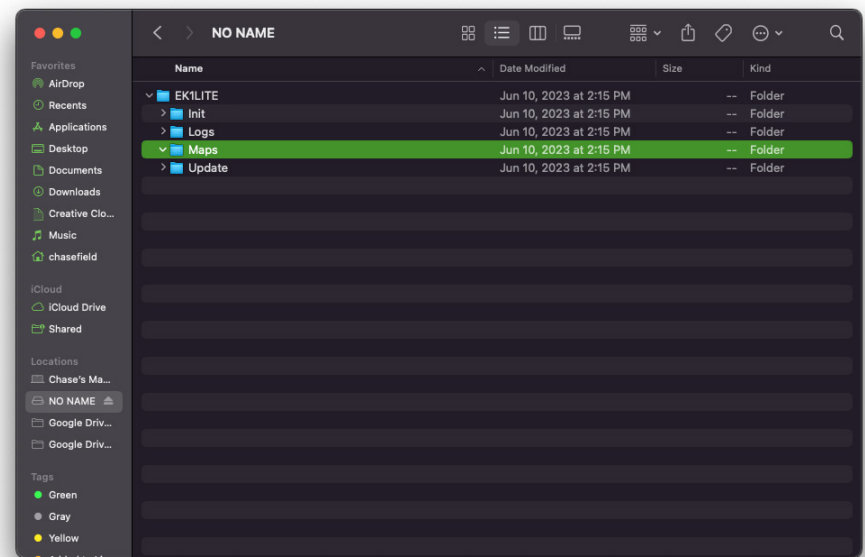 NO NAME
Favorites
AirDrop
Recents
Applications
Desktop
Documents
Downloads
Creative Clo...
Music
chasefield
iCloud
iCloud Drive
Shared
Locations
Chase's Ma...
NO NAME
Google Driv...
Google Driv...
Tags
Green
Gray
Yellow
Name Date Modified Size Kind
EK1LITE Jun 10, 2023 at 2:15 PM -- Folder
Init Jun 10, 2023 at 2:15 PM -- Folder
Logs Jun 10, 2023 at 2:15 PM -- Folder
Maps Jun 10, 2023 at 2:15 PM -- Folder
Update Jun 10, 2023 at 2:15 PM -- Folder